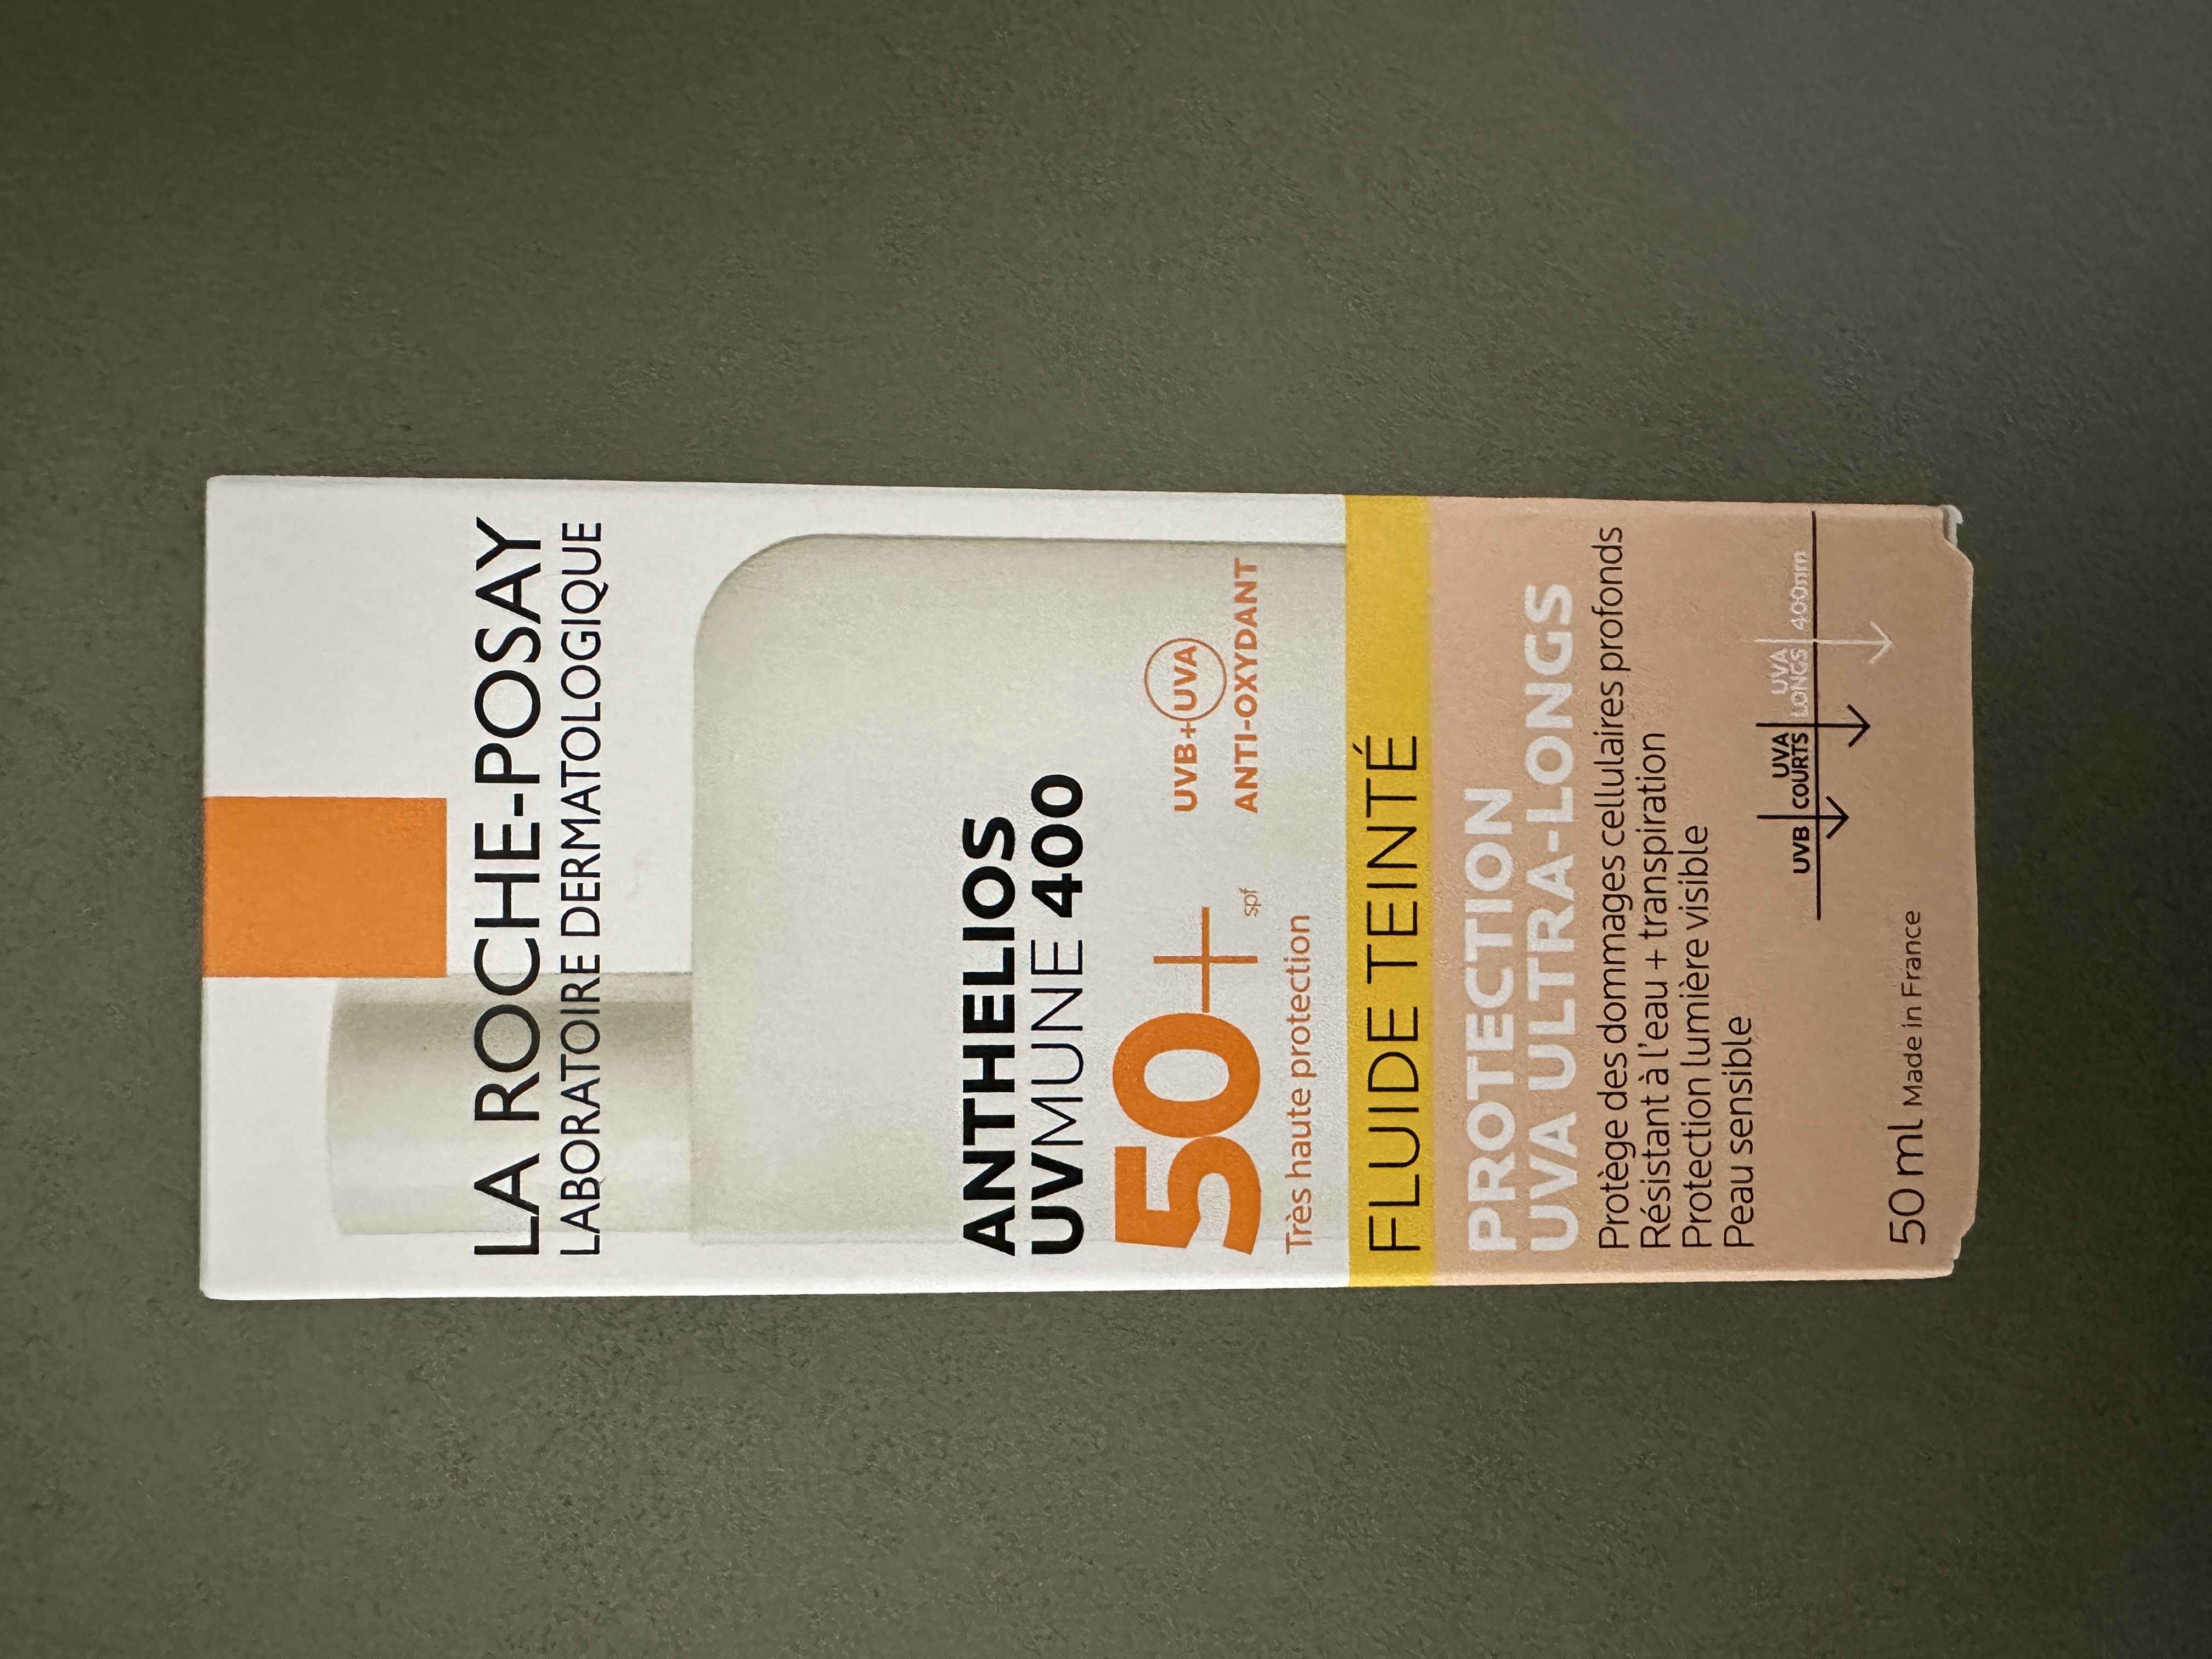 LA ROCHE-POSAY
LABORATOIRE DERMATOLOGIQUE
ANTHELIOS
UVMUNE 400
50+
spf
UVB+UVA
ANTI-OXYDANT
Très haute protection
FLUIDE TEINTÉ
PROTECTION
UVA ULTRA-LONGS
Protège des dommages cellulaires profonds
Résistant à l'eau + transpiration
Protection lumière visible
Peau sensible
UVB
UVA
COURTS
UVA
LONGS
400nm
50 ml Made in France